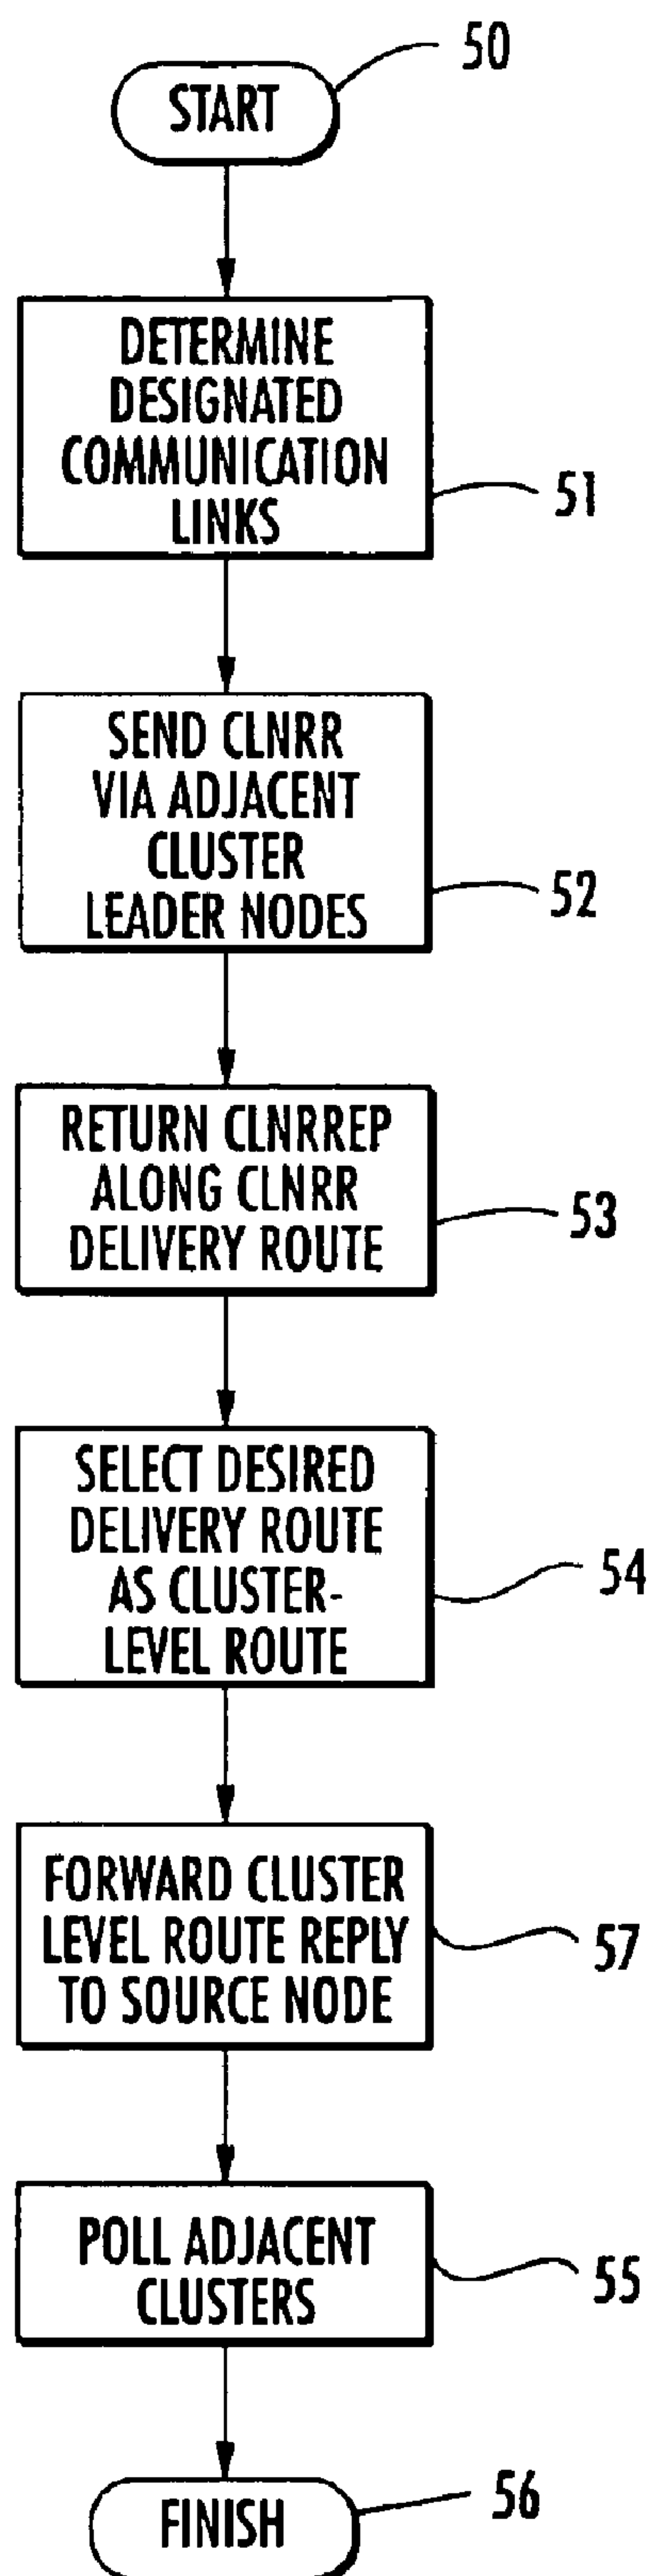 50
START
DETERMINE
DESIGNATED
COMMUNICATION
LINKS
51
SEND CLNRR
VIA ADJACENT
CLUSTER
LEADER NODES
52
RETURN CLNRREP
ALONG CLNRR
DELIVERY ROUTE
53
SELECT DESIRED
DELIVERY ROUTE
AS CLUSTER-
LEVEL ROUTE
54
FORWARD CLUSTER
LEVEL ROUTE REPLY
TO SOURCE NODE
57
POLL ADJACENT
CLUSTERS
55
FINISH
56